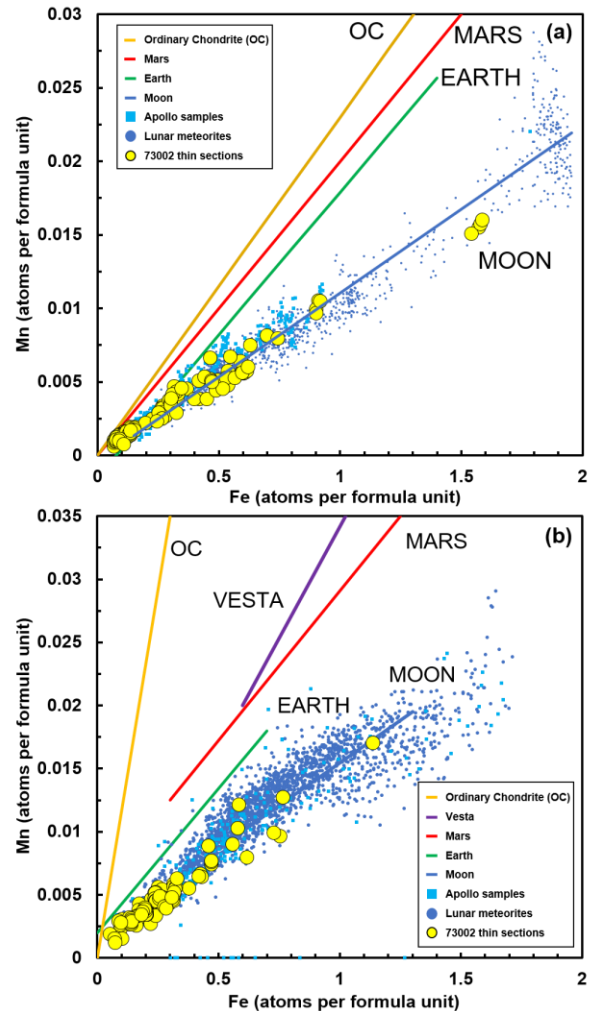 0.03
OC
(a)
Ordinary Chondrite (OC)
Mars
Earth
Moon
Apollo samples
Lunar meteorites
73002 thin sections
MARS
EARTH
0.025
0.02
0.015
0.01
0.005
0
MOON
Mn (atoms per formula unit)
0 0.5 1 1.5 2
Fe (atoms per formula unit)
0.035
(b)
OC
MARS
VESTA
0.03
0.025
MOON
EARTH
0.02
0.015
0.01
0.005
0
Ordinary Chondrite (OC)
Vesta
Mars
Earth
Moon
Apollo samples
Lunar meteorites
73002 thin sections
Mn (atoms per formula unit)
0 0.5 1 1.5 2
Fe (atoms per formula unit)